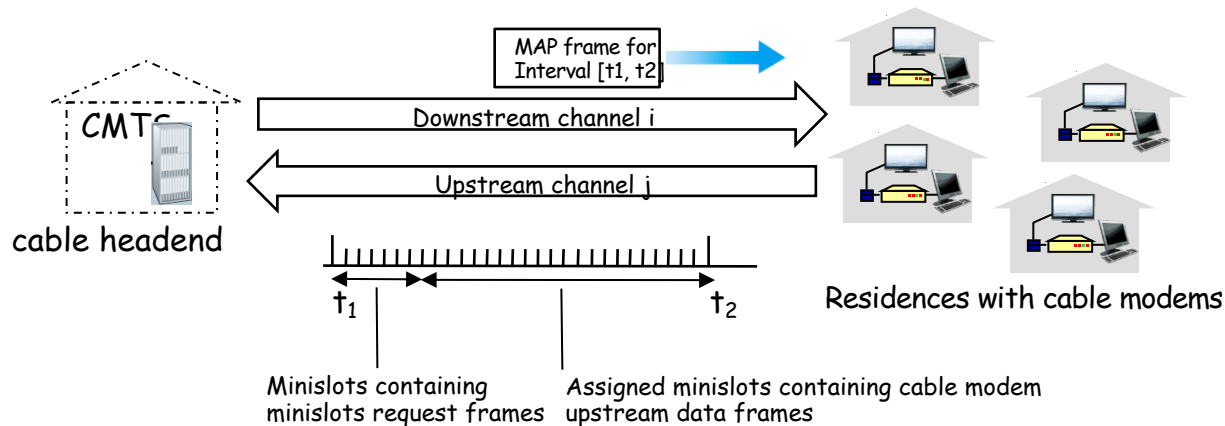 MAP frame for
Interval [t1, t2]
CMTS
Downstream channel i
Upstream channel j
cable headend
t1
t2
Residences with cable modems
Minislots containing
minislots request frames
Assigned minislots containing cable modem
upstream data frames